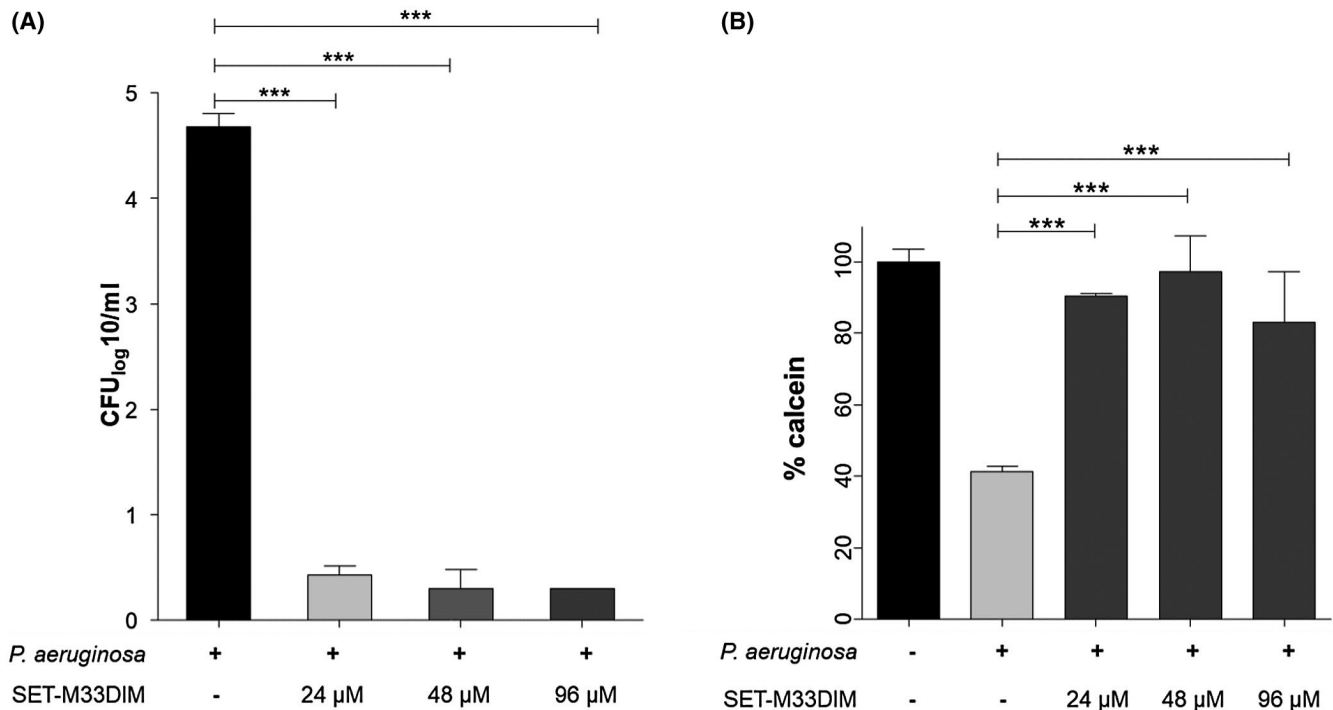 (A)
***
***
***
5
4
3
2
1
0
CFUlog10/ml
P. aeruginosa + + + +
SET-M33DIM - 24 µM 48 µM 96 µM
(B)
***
***
***
100
80
60
40
20
0
% calcein
P. aeruginosa - + + + +
SET-M33DIM - - 24 µM 48 µM 96 µM